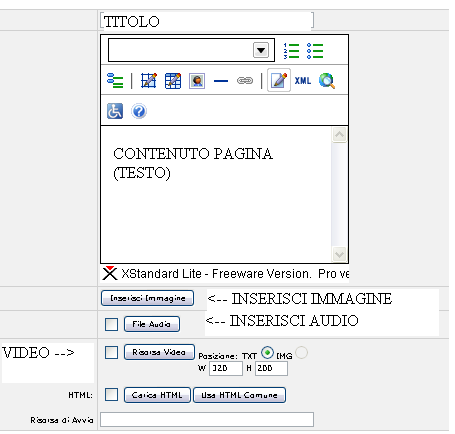 TITOLO
XML
CONTENUTO PAGINA
(TESTO)
XStandard Lite - Freeware Version. Pro ve
Inserisci Immagine <-- INSERISCI IMMAGINE
File Audio <-- INSERISCI AUDIO
VIDEO --> Risorsa Video Posizione: TXT IMG
W 320 H 200
HTML: Carica HTML Usa HTML Comune
Risorsa di Avvio